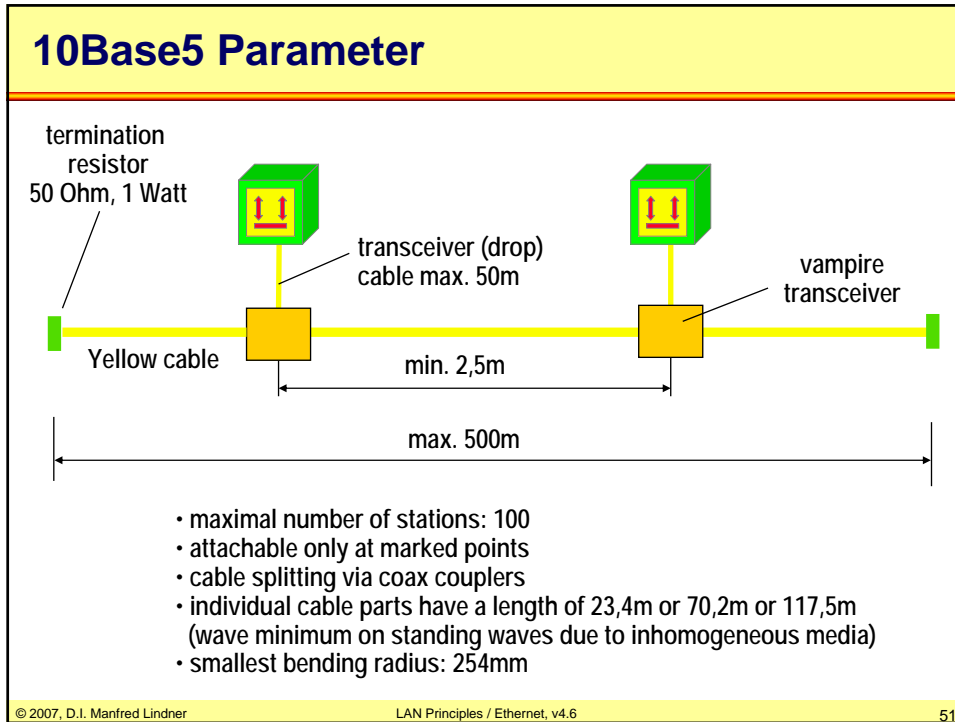 10Base5 Parameter
termination
resistor
50 Ohm, 1 Watt
transceiver (drop)
cable max. 50m
vampire
transceiver
Yellow cable
min. 2,5m
max. 500m
• maximal number of stations: 100
• attachable only at marked points
• cable splitting via coax couplers
• individual cable parts have a length of 23,4m or 70,2m or 117,5m
(wave minimum on standing waves due to inhomogeneous media)
• smallest bending radius: 254mm
© 2007, D.I. Manfred Lindner
LAN Principles / Ethernet, v4.6
51